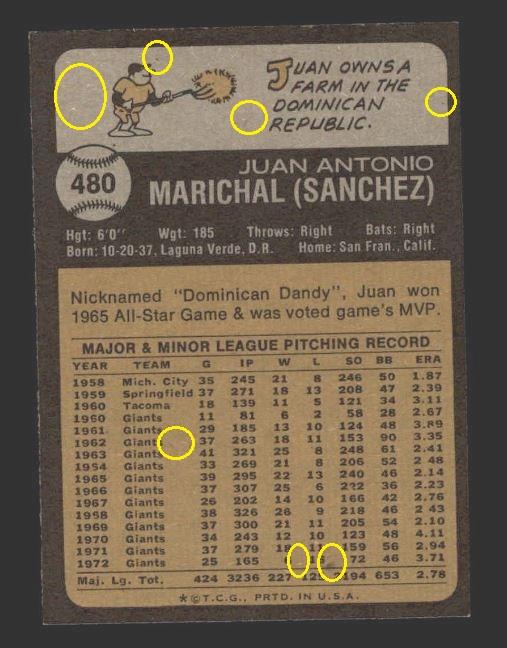 JUAN OWNS A
FARM IN THE
DOMINICAN
REPUBLIC.
480
JUAN ANTONIO
MARICHAL (SANCHEZ)
Hgt: 6'0" Wgt: 185 Throws: Right Bats: Right
Born: 10-20-37, Laguna Verde, D.R. Home: San Fran., Calif.
Nicknamed "Dominican Dandy", Juan won
1965 All-Star Game & was voted game's MVP.
MAJOR & MINOR LEAGUE PITCHING RECORD
YEAR TEAM G IP W L SO BB ERA
1958 Mich. City 35 245 21 8 246 50 1.87
1959 Springfield 37 271 18 13 208 47 2.39
1960 Tacoma 18 139 11 5 121 34 3.11
1960 Giants 11 81 6 2 58 28 2.67
1961 Giants 29 185 13 10 124 48 3.89
1962 Giants 37 263 18 11 153 90 3.35
1963 Giants 41 321 25 8 248 61 2.41
1964 Giants 33 269 21 8 206 52 2.48
1965 Giants 39 295 22 13 240 46 2.14
1966 Giants 37 307 25 6 222 36 2.23
1967 Giants 26 202 14 10 166 42 2.76
1968 Giants 38 326 26 9 218 46 2.43
1969 Giants 37 300 21 11 205 54 2.10
1970 Giants 34 243 12 10 123 48 4.11
1971 Giants 37 279 18 11 159 56 2.94
1972 Giants 25 165 72 46 3.71
Maj. Lg. Tot. 424 3236 227 2194 653 2.78
*©T.C.G., PRTD. IN U.S.A.